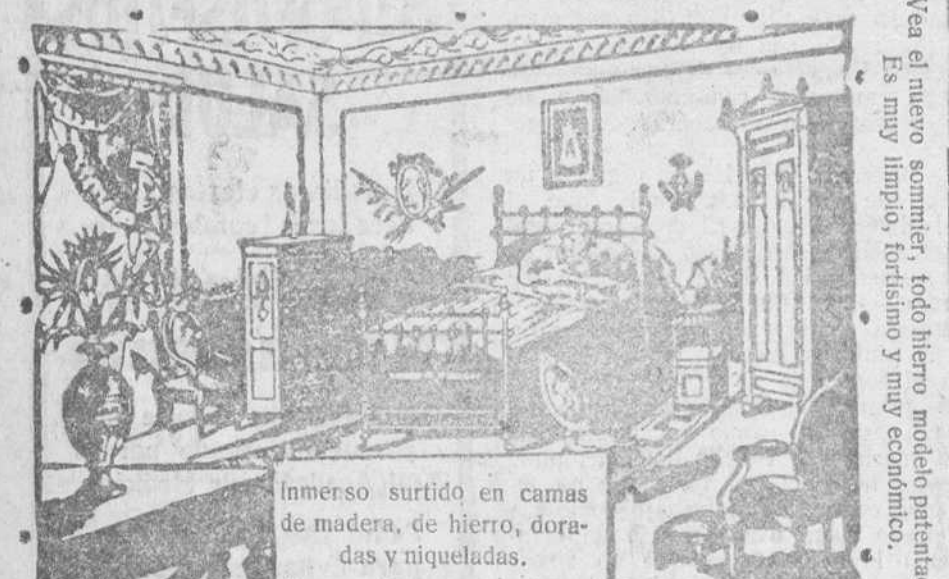 Vea el nuevo sommier, todo hierro modelo
Es muy limpio, fortísimo y muy económico.
Inmenso surtido en camas
de madera, de hierro, dora-
das y niqueladas.